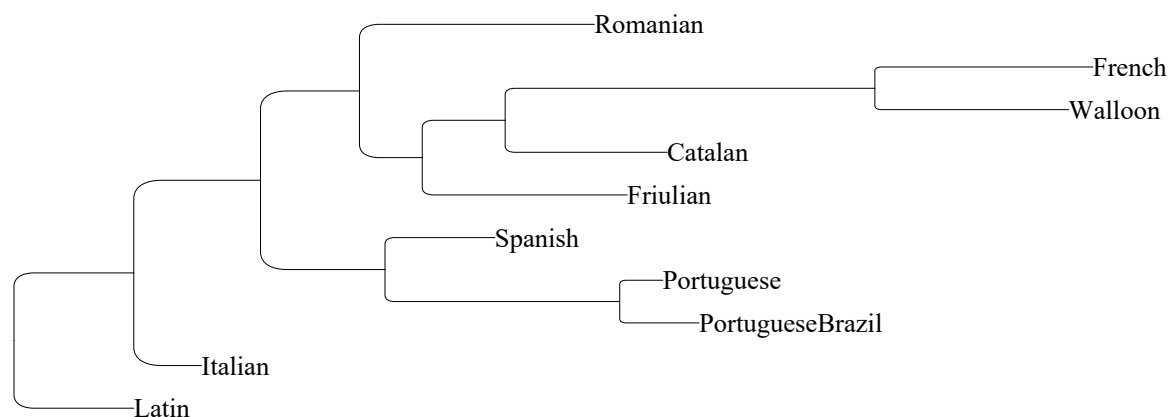 Romanian
French
Walloon
Catalan
Friulian
Spanish
Portuguese
PortugueseBrazil
Italian
Latin